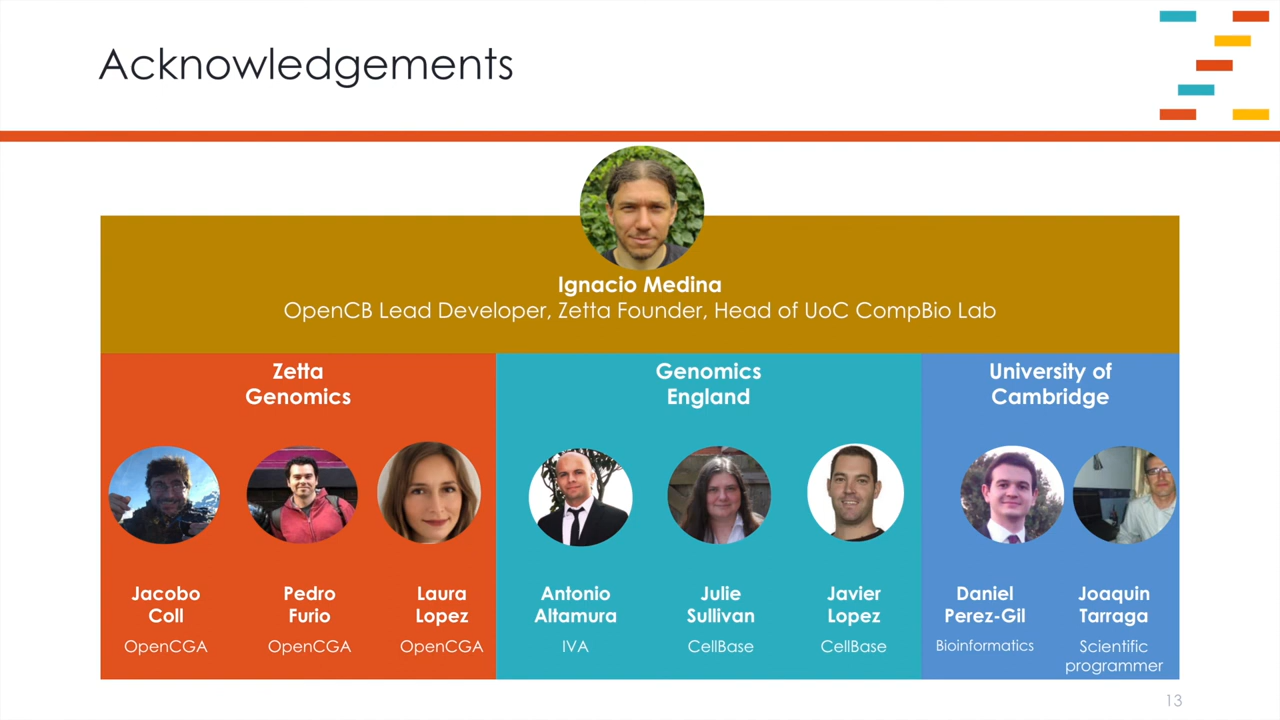 Acknowledgements
Ignacio Medina
OpenCB Lead Developer, Zetta Founder, Head of UoC CompBio Lab
Zetta
Genomics
Jacobo
Coll
OpenCGA
Pedro
Furio
OpenCGA
Laura
Lopez
OpenCGA
Genomics
England
Antonio
Altamura
IVA
Julie
Sullivan
CellBase
Javier
Lopez
CellBase
University of
Cambridge
Daniel
Perez-Gil
Bioinformatics
Joaquin
Tarraga
Scientific
programmer
13